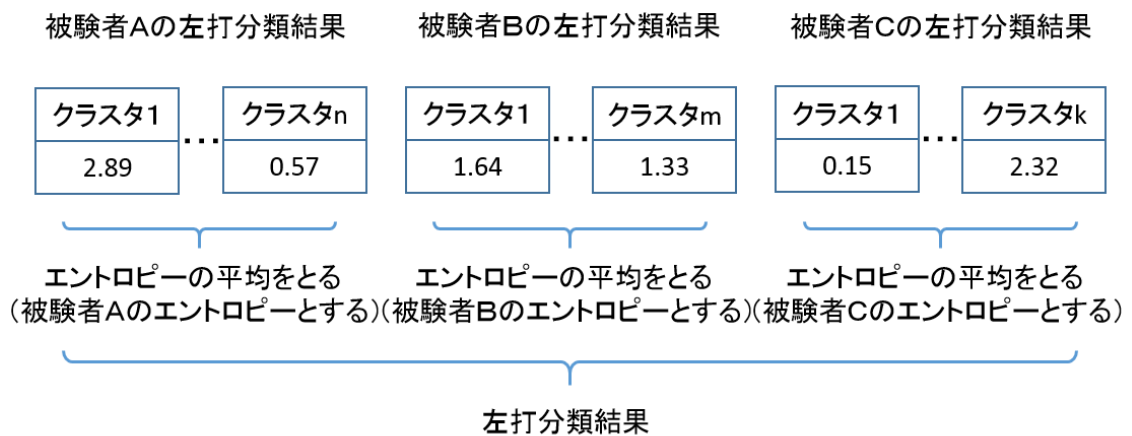 被験者Aの左打分類結果 被験者Bの左打分類結果 被験者Cの左打分類結果
クラスタ1 … クラスタn クラスタ1 … クラスタm クラスタ1 … クラスタk
2.89 0.57 1.64 1.33 0.15 2.32
エントロピーの平均をとる エントロピーの平均をとる エントロピーの平均をとる
(被験者Aのエントロピーとする)(被験者Bのエントロピーとする)(被験者Cのエントロピーとする)
左打分類結果